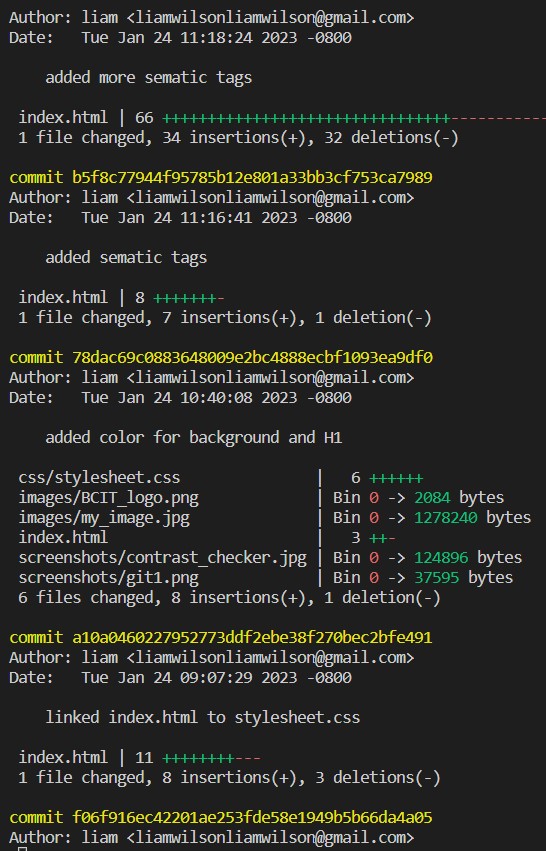 Author: liam <liamwilsonliamwilson@gmail.com>
Date:   Tue Jan 24 11:18:24 2023 -0800
    added more sematic tags
 index.html | 66 ++++++++++++++++++++++++++++++++-----------
 1 file changed, 34 insertions(+), 32 deletions(-)
commit b5f8c77944f95785b12e801a33bb3cf753ca7989
Author: liam <liamwilsonliamwilson@gmail.com>
Date:   Tue Jan 24 11:16:41 2023 -0800
    added sematic tags
 index.html | 8 +++++++-
 1 file changed, 7 insertions(+), 1 deletion(-)
commit 78dac69c0883648009e2bc4888ecbf1093ea9df0
Author: liam <liamwilsonliamwilson@gmail.com>
Date:   Tue Jan 24 10:40:08 2023 -0800
    added color for background and H1
 css/stylesheet.css               |   6 ++++++
 images/BCIT_logo.png             | Bin 0 -> 2084 bytes
 images/my_image.jpg              | Bin 0 -> 1278240 bytes
 index.html                       |   3 ++-
 screenshots/contrast_checker.jpg | Bin 0 -> 124896 bytes
 screenshots/git1.png             | Bin 0 -> 37595 bytes
 6 files changed, 8 insertions(+), 1 deletion(-)
commit a10a0460227952773ddf2ebe38f270bec2bfe491
Author: liam <liamwilsonliamwilson@gmail.com>
Date:   Tue Jan 24 09:07:29 2023 -0800
    linked index.html to stylesheet.css
 index.html | 11 ++++++++---
 1 file changed, 8 insertions(+), 3 deletions(-)
commit f06f916ec42201ae253fde58e1949b5b66da4a05
Author: liam <liamwilsonliamwilson@gmail.com>